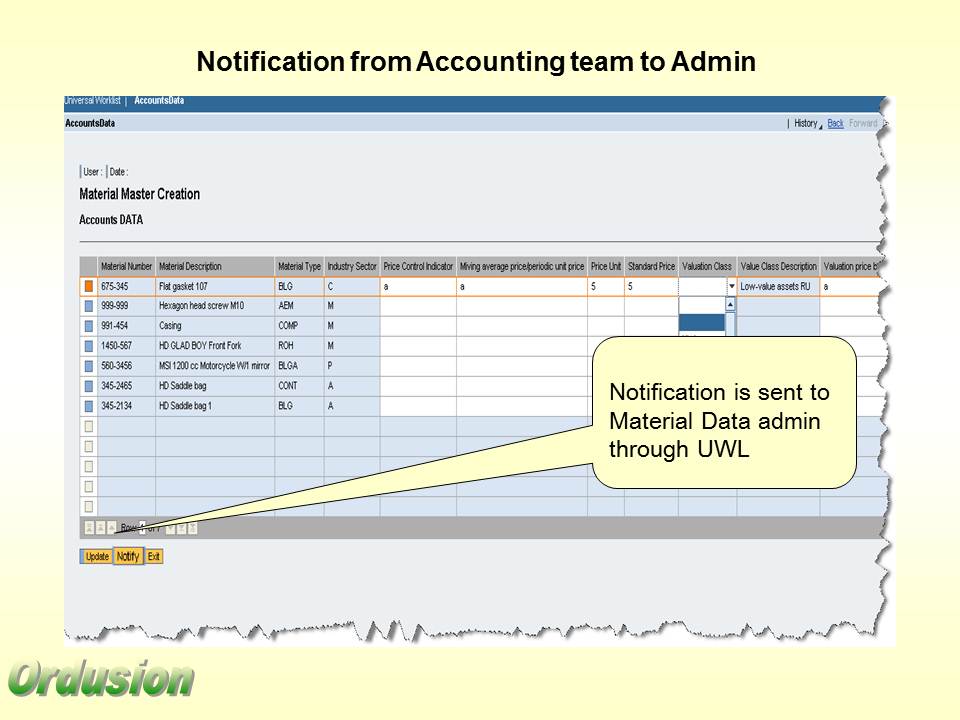 Notification from Accounting team to Admin
Universal Worklist | AccountsData
AccountsData | History Back Forward
User : Date :
Material Master Creation
Accounts DATA
Material Number Material Description Material Type Industry Sector Price Control Indicator Miving average price/periodic unit price Price Unit Standard Price Valuation Class Value Class Description Valuation price
675-345 Flat gasket 107 BLG C a a 5 5 Low-value assets RU a
999-999 Hexagon head screw M10 AEM M
991-454 Casing COMP M
1450-567 HD GLAD BOY Front Fork ROH M
560-3456 MSI 1200 cc Motorcycle W/1 mirror BLGA P
345-2465 HD Saddle bag CONT A
345-2134 HD Saddle bag 1 BLG A
Notification is sent to
Material Data admin
through UWL
Row of 7
Update Notify Exit
Ordusion